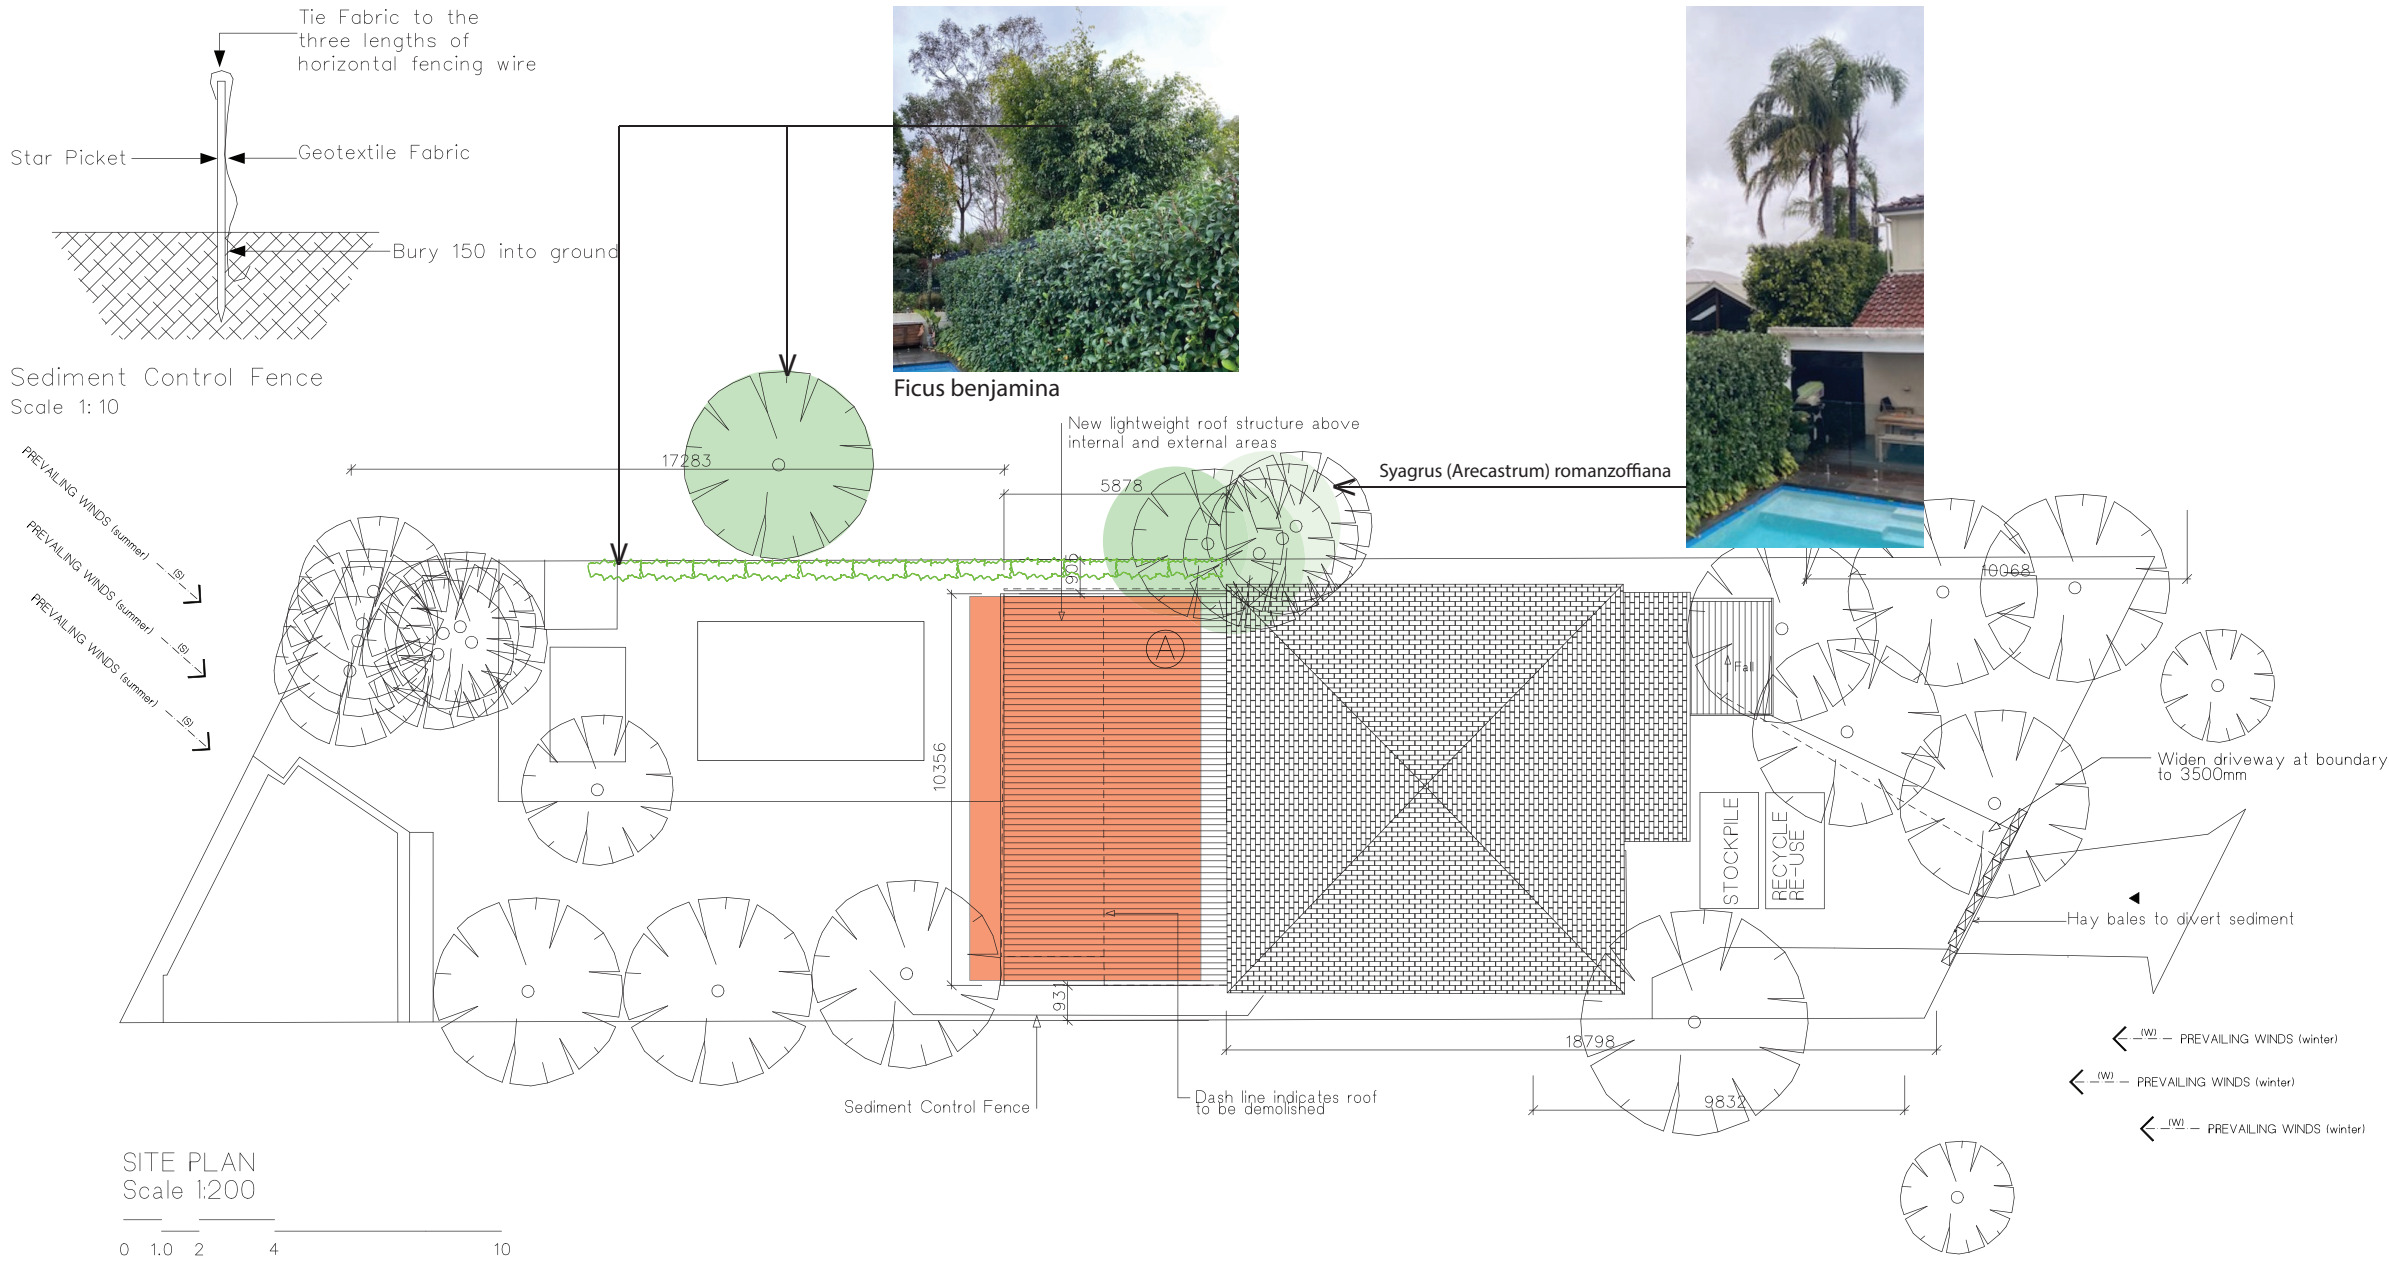 Tie Fabric to the
three lengths of
horizontal fencing wire
Star Picket
Geotextile Fabric
Bury 150 into ground
Sediment Control Fence
Scale 1:10
Ficus benjamina
New lightweight roof structure above
internal and external areas
Syagrus (Arecastrum) romanzoffiana
17283
5878
905
10068
PREVAILING WINDS (summer)
(S)
PREVAILING WINDS (summer)
(S)
PREVAILING WINDS (summer)
(S)
A
Fall
10356
Widen driveway at boundary
to 3500mm
STOCKPILE
RECYCLE
RE-USE
Hay bales to divert sediment
931
18798
9832
Sediment Control Fence
Dash line indicates roof
to be demolished
(W)
PREVAILING WINDS (winter)
(W)
PREVAILING WINDS (winter)
(W)
PREVAILING WINDS (winter)
SITE PLAN
Scale 1:200
0 1.0 2 4 10